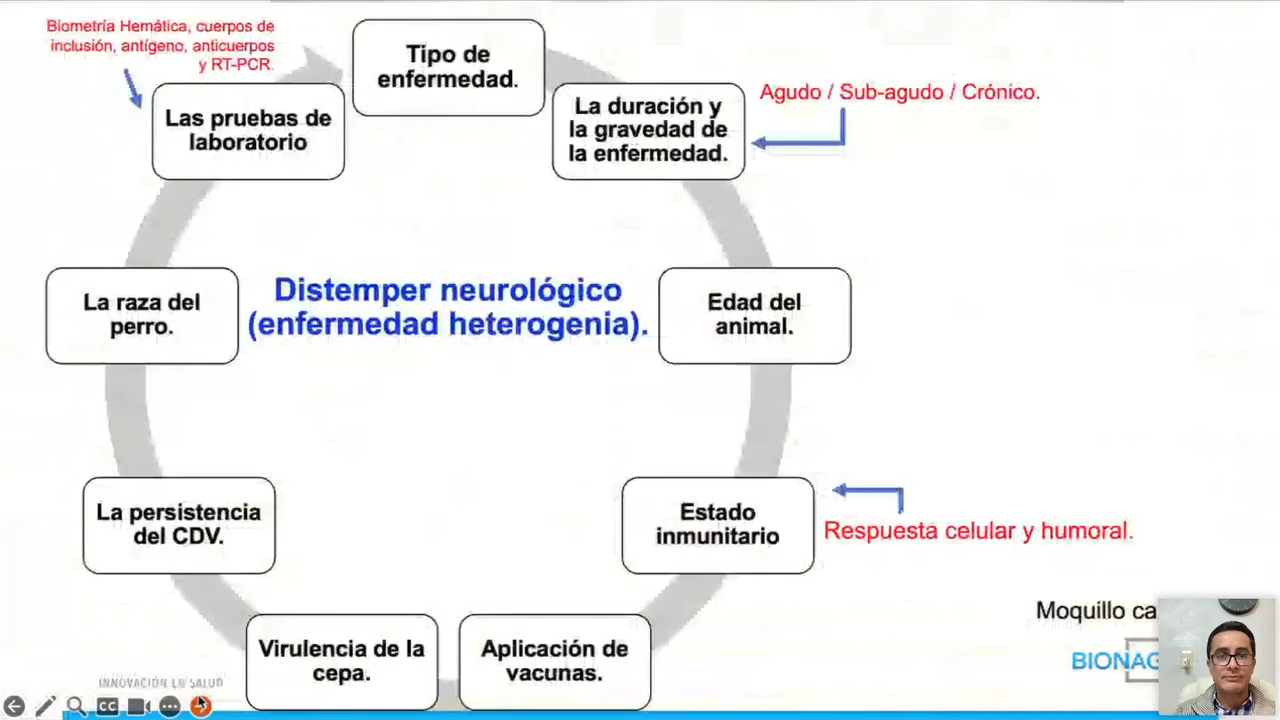 Biometría Hemática, cuerpos de
inclusión, antígeno, anticuerpos
y RT-PCR.
Tipo de
enfermedad.
La duración y
la gravedad de
la enfermedad.
Agudo / Sub-agudo / Crónico.
Las pruebas de
laboratorio
La raza del
perro.
Distemper neurológico
(enfermedad heterogenia).
Edad del
animal.
La persistencia
del CDV.
Estado
inmunitario
Respuesta celular y humoral.
Virulencia de la
cepa.
Aplicación de
vacunas.
Moquillo
INNOVACIÓN EN SALUD
CC